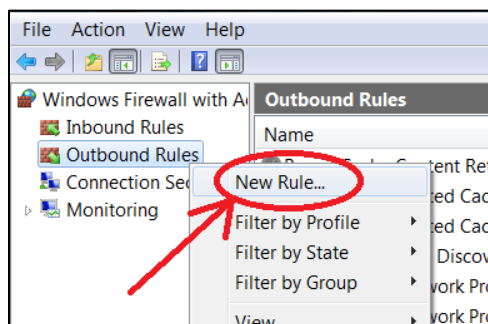 File Action View Help
Windows Firewall with A
Outbound Rules
Inbound Rules
Name
Outbound Rules
Connection Sec
New Rule...
Monitoring
Filter by Profile
Filter by State
Discov
Filter by Group
View